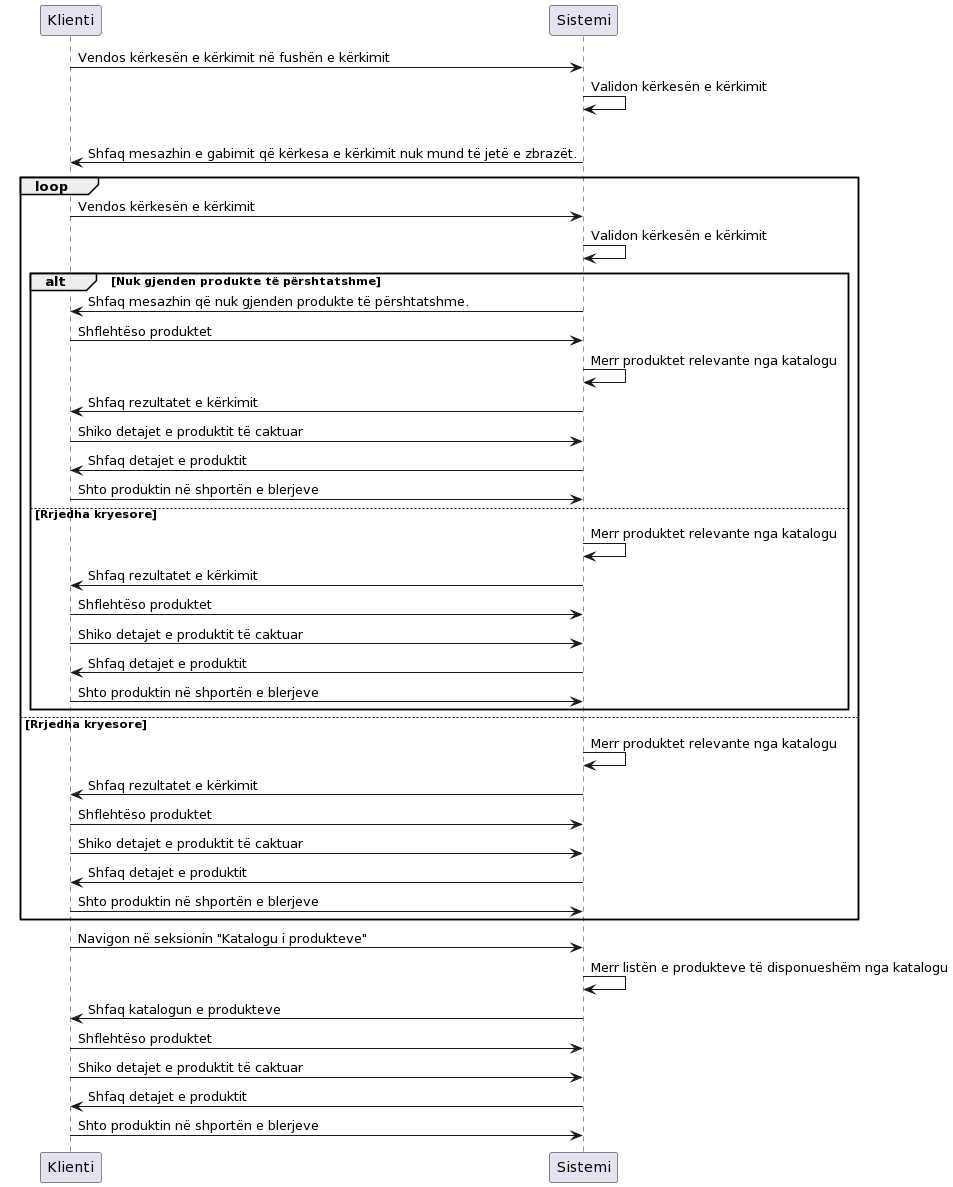 Klienti
Sistemi
Vendos kërkesën e kërkimit në fushën e kërkimit
Validon kërkesën e kërkimit
Shfaq mesazhin e gabimit që kërkesa e kërkimit nuk mund të jetë e zbrazët.
loop
Vendos kërkesën e kërkimit
Validon kërkesën e kërkimit
alt
[Nuk gjenden produkte të përshtatshme]
Shfaq mesazhin që nuk gjenden produkte të përshtatshme.
Shflehtëso produktet
Merr produktet relevante nga katalogu
Shfaq rezultatet e kërkimit
Shiko detajet e produktit të caktuar
Shfaq detajet e produktit
Shto produktin në shportën e blerjeve
[Rrjedha kryesore]
Merr produktet relevante nga katalogu
Shfaq rezultatet e kërkimit
Shflehtëso produktet
Shiko detajet e produktit të caktuar
Shfaq detajet e produktit
Shto produktin në shportën e blerjeve
[Rrjedha kryesore]
Merr produktet relevante nga katalogu
Shfaq rezultatet e kërkimit
Shflehtëso produktet
Shiko detajet e produktit të caktuar
Shfaq detajet e produktit
Shto produktin në shportën e blerjeve
Navigon në seksionin "Katalogu i produkteve"
Merr listën e produkteve të disponueshëm nga katalogu
Shfaq katalogun e produkteve
Shflehtëso produktet
Shiko detajet e produktit të caktuar
Shfaq detajet e produktit
Shto produktin në shportën e blerjeve
Klienti
Sistemi